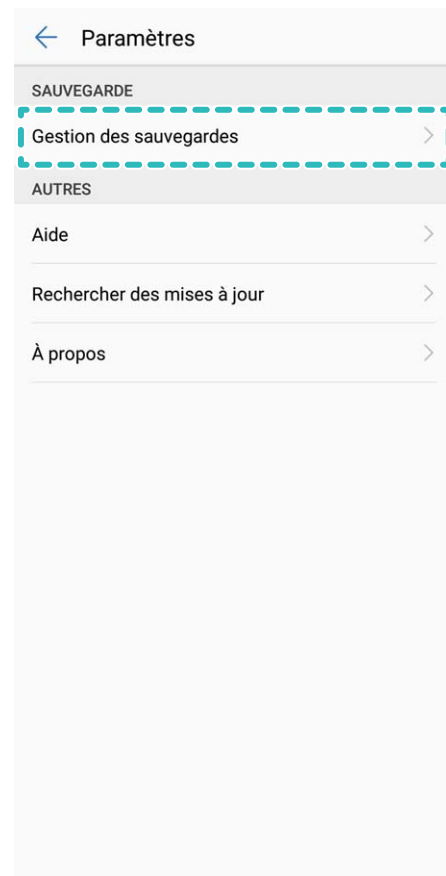 Paramètres
SAUVEGARDE
Gestion des sauvegardes
AUTRES
Aide
Rechercher des mises à jour
À propos